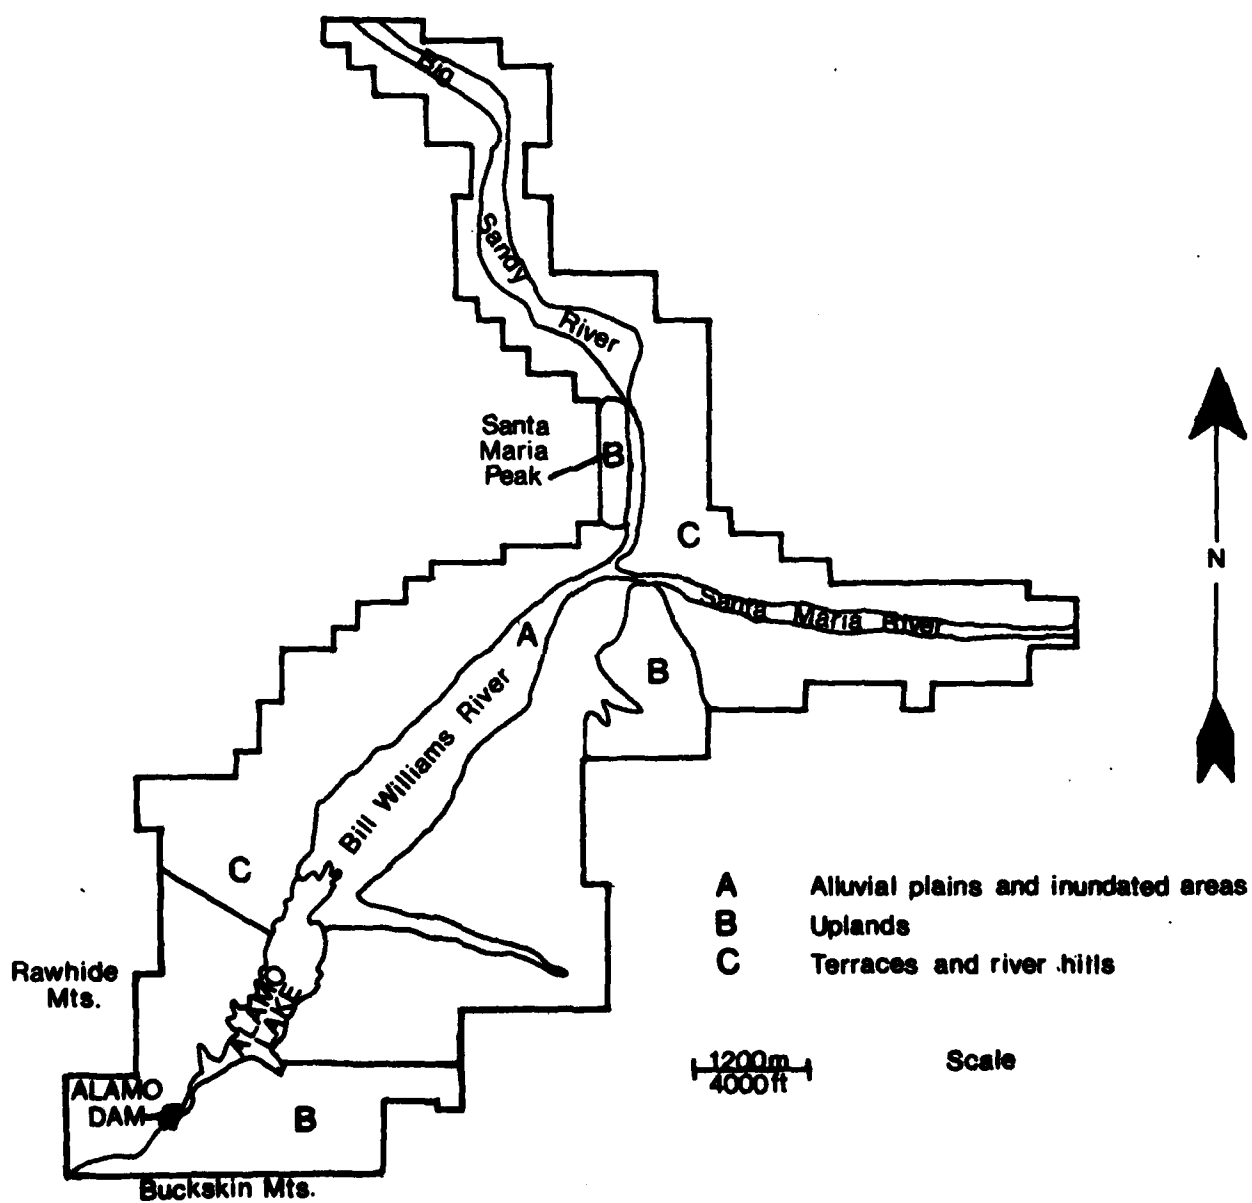 Big
Sandy
River
Santa
Maria
Peak
B
C
N
Santa Maria River
A
B
Bill Williams River
C
A Alluvial plains and inundated areas
B Uplands
C Terraces and river hills
Rawhide
Mts.
ALAMO
LAKE
1200m
4000ft
Scale
ALAMO
DAM
B
Buckskin Mts.